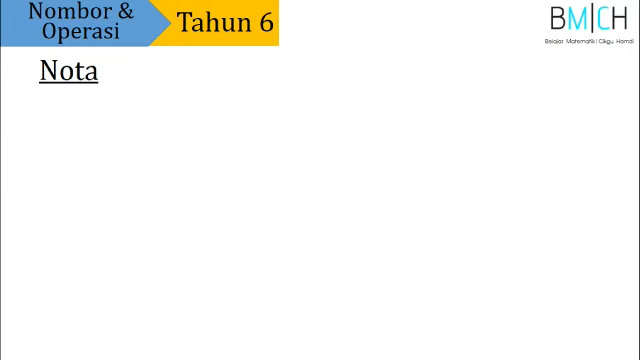 Nombor &
Operasi
Tahun 6
BM|CH
Belajar Matematik Cikgu Hamdi
Nota